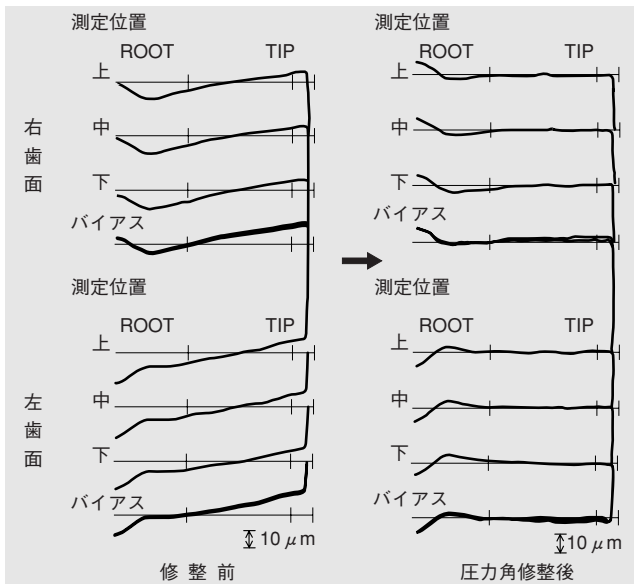 測定位置
ROOT TIP
上
中
下
バイアス
右歯面
測定位置
ROOT TIP
上
中
下
バイアス
左歯面
10 μm
修整前
測定位置
ROOT TIP
上
中
下
バイアス
測定位置
ROOT TIP
上
中
下
バイアス
10 μm
圧力角修整後